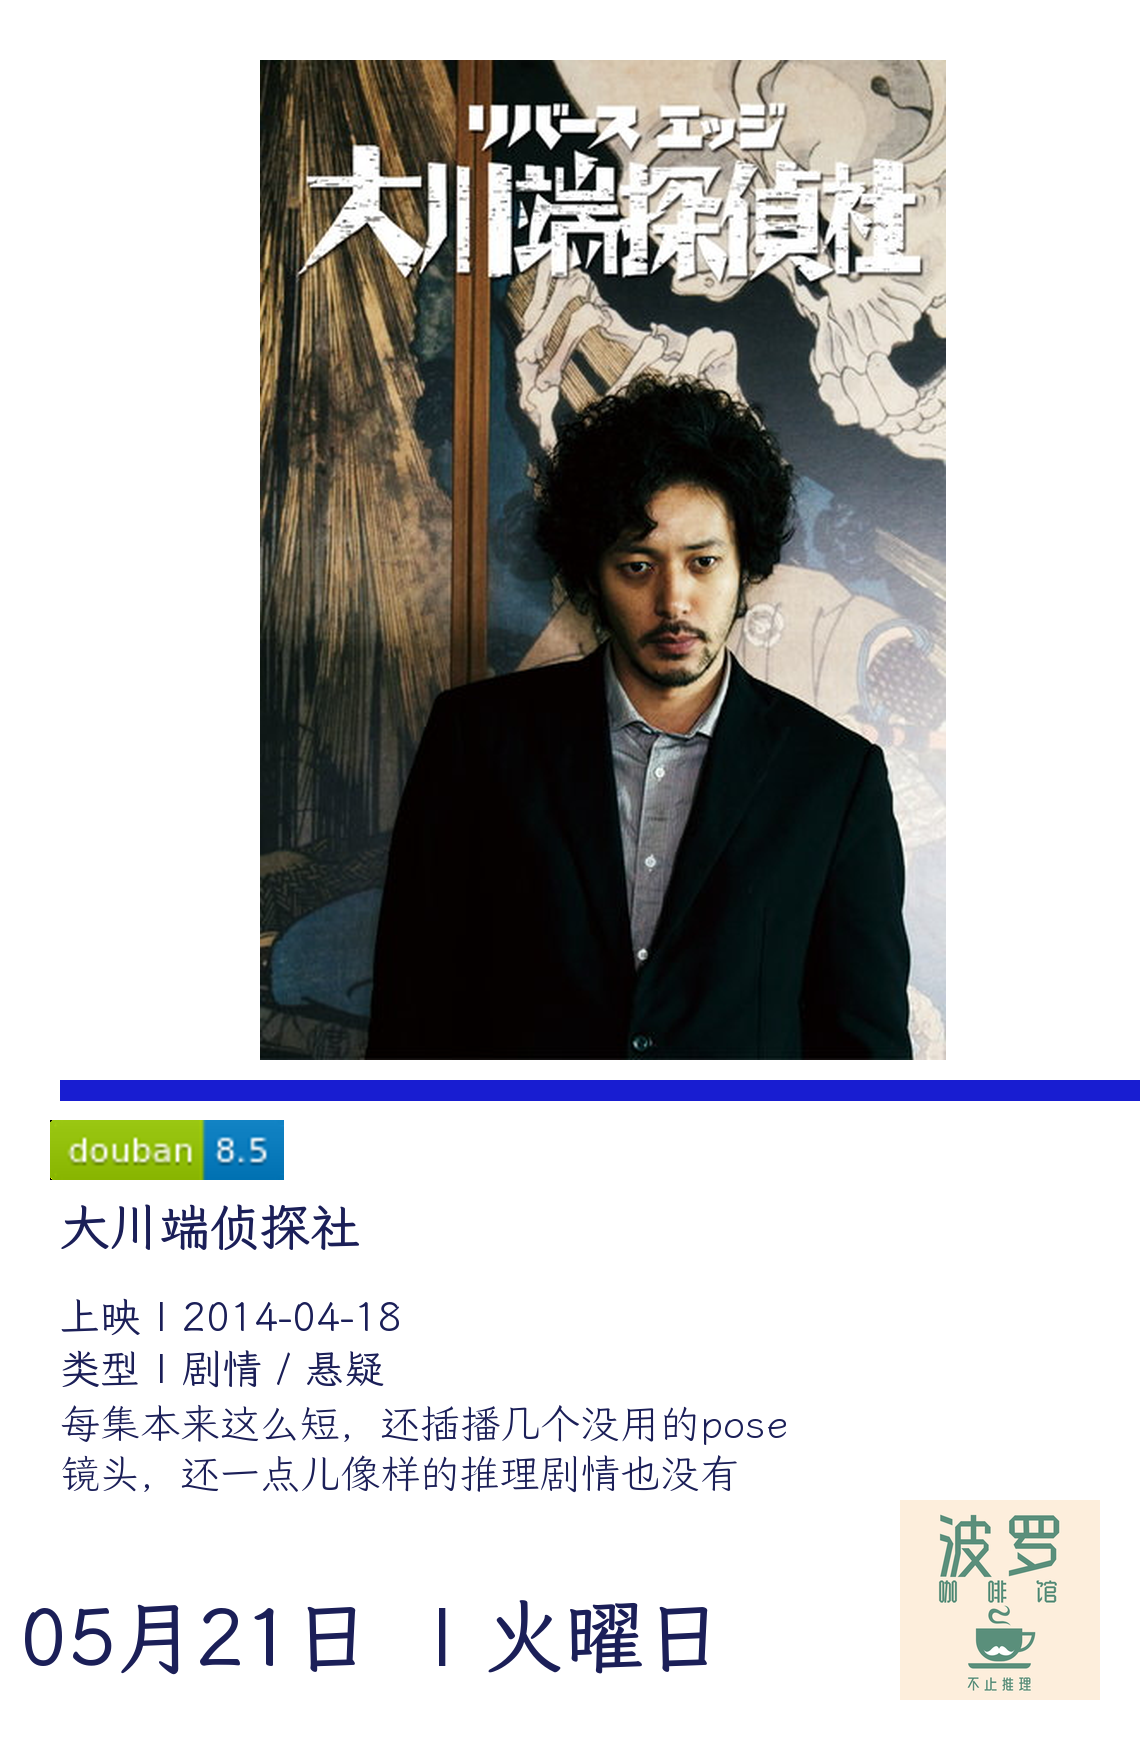 リバースエッジ
大川端探偵社
douban 8.5
大川端侦探社
上映 | 2014-04-18
类型 | 剧情 / 悬疑
每集本来这么短，还插播几个没用的pose
镜头，还一点儿像样的推理剧情也没有
05月21日 | 火曜日
波罗
咖啡馆
不止推理